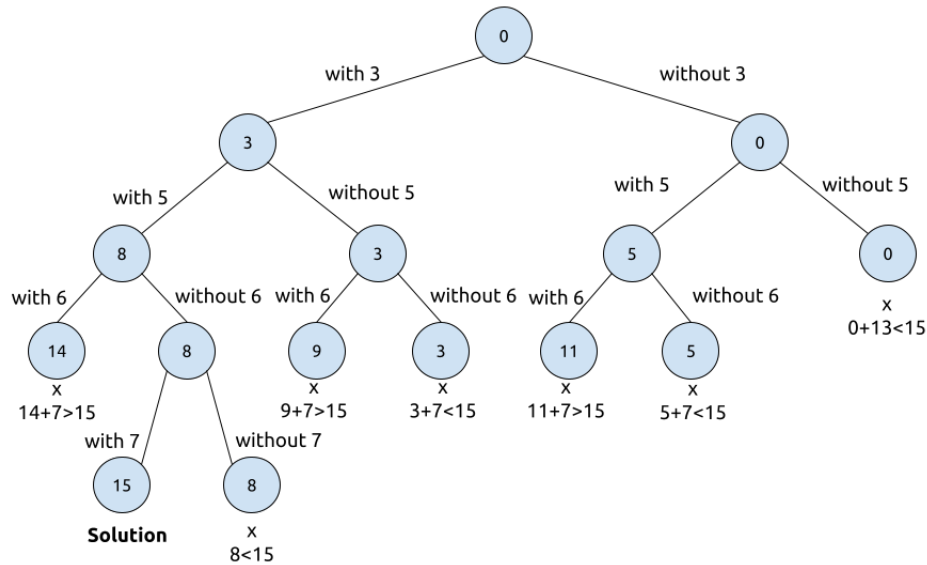 0
with 3
without 3
3
0
with 5
without 5
with 5
without 5
8
3
5
0
with 6
without 6
with 6
without 6
with 6
without 6
x
0+13<15
14
8
9
3
11
5
x
14+7>15
x
9+7>15
x
3+7<15
x
11+7>15
x
5+7<15
with 7
without 7
15
8
Solution
x
8<15